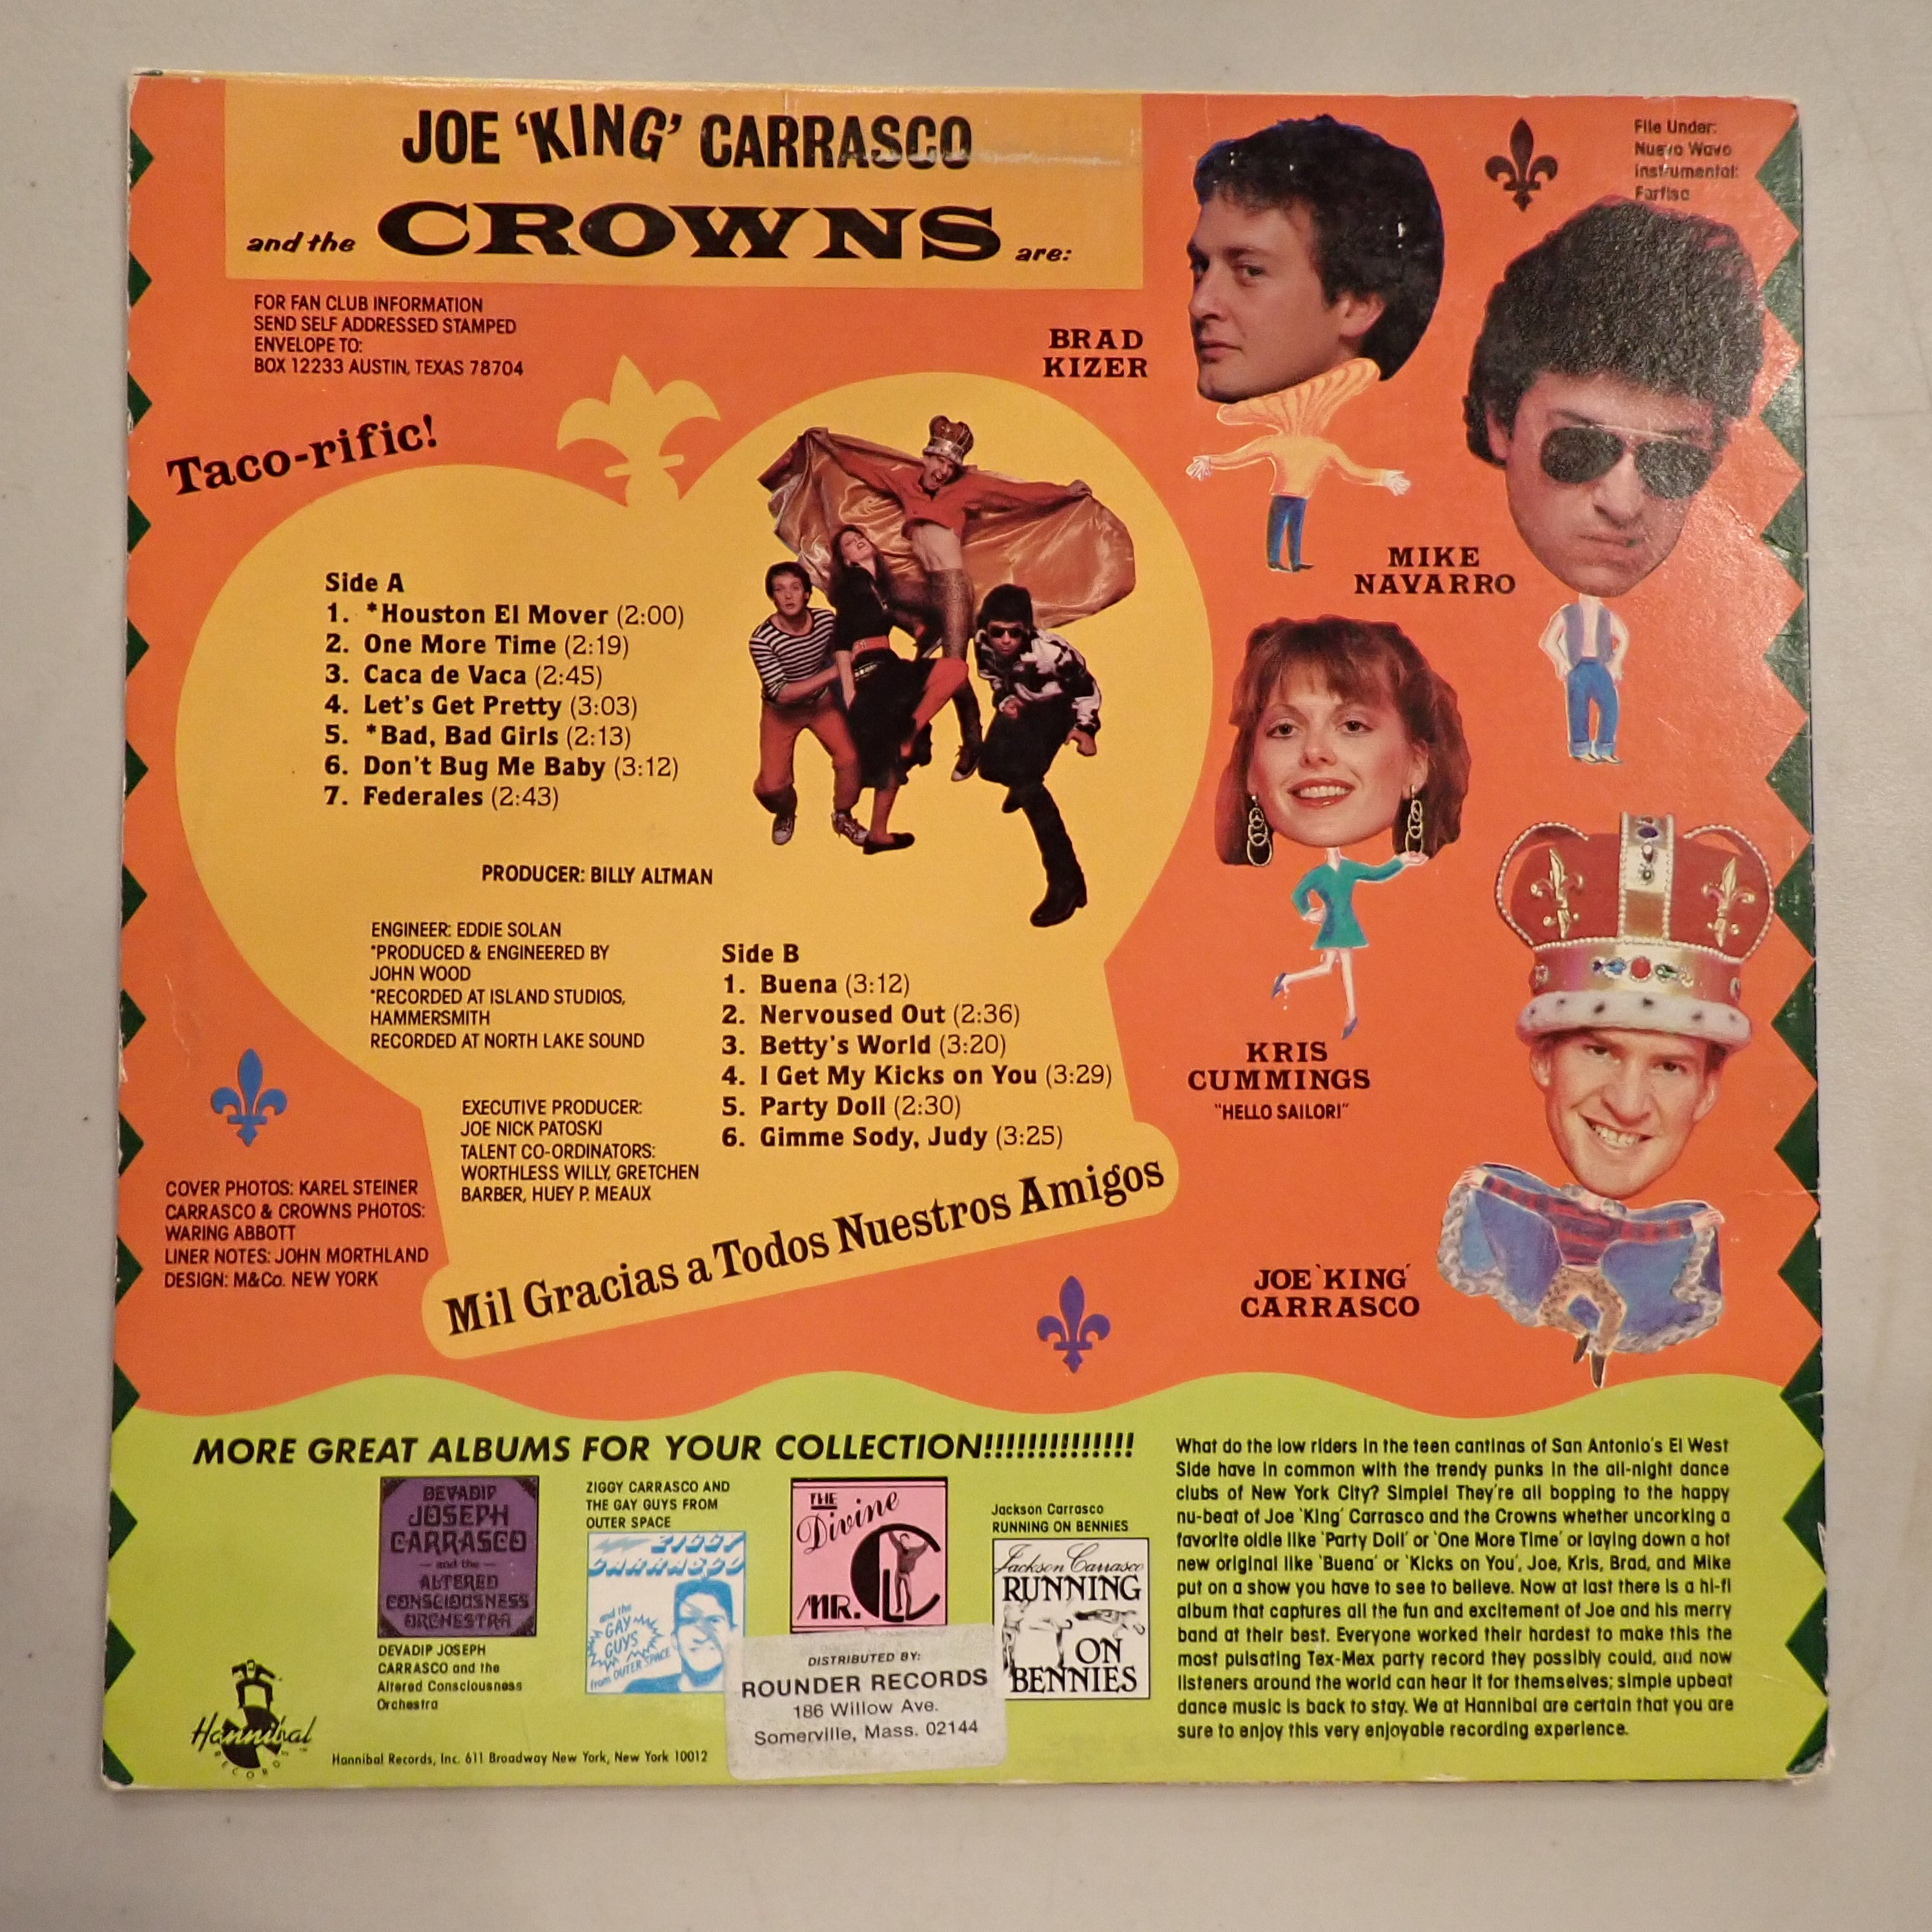 JOE 'KING' CARRASCO
and the CROWNS are:
FOR FAN CLUB INFORMATION
SEND SELF ADDRESSED STAMPED
ENVELOPE TO:
BOX 12233 AUSTIN, TEXAS 78704
File Under:
Nuevo Wavo
Instrumental:
Farfisa
BRAD
KIZER
MIKE
NAVARRO
KRIS
CUMMINGS
"HELLO SAILOR!"
JOE 'KING'
CARRASCO
Taco-rific!
Side A
1. *Houston El Mover (2:00)
2. One More Time (2:19)
3. Caca de Vaca (2:45)
4. Let's Get Pretty (3:03)
5. *Bad, Bad Girls (2:13)
6. Don't Bug Me Baby (3:12)
7. Federales (2:43)
PRODUCER: BILLY ALTMAN
ENGINEER: EDDIE SOLAN
*PRODUCED & ENGINEERED BY
JOHN WOOD
*RECORDED AT ISLAND STUDIOS,
HAMMERSMITH
RECORDED AT NORTH LAKE SOUND
Side B
1. Buena (3:12)
2. Nervoused Out (2:36)
3. Betty's World (3:20)
4. I Get My Kicks on You (3:29)
5. Party Doll (2:30)
6. Gimme Sody, Judy (3:25)
EXECUTIVE PRODUCER:
JOE NICK PATOSKI
TALENT CO-ORDINATORS:
WORTHLESS WILLY, GRETCHEN
BARBER, HUEY P. MEAUX
COVER PHOTOS: KAREL STEINER
CARRASCO & CROWNS PHOTOS:
WARING ABBOTT
LINER NOTES: JOHN MORTHLAND
DESIGN: M&Co. NEW YORK
Mil Gracias a Todos Nuestros Amigos
MORE GREAT ALBUMS FOR YOUR COLLECTION!!!!!!!!!!!!!!
DEVADIP
JOSEPH
CARRASCO
and the
ALTERED
CONSCIOUSNESS
ORCHESTRA
DEVADIP JOSEPH
CARRASCO and the
Altered Consciousness
Orchestra
ZIGGY CARRASCO AND
THE GAY GUYS FROM
OUTER SPACE
ZIGGY
CARRASCO
and the
GAY
GUYS
from OUTER SPACE
THE
Divine
MR. C
Jackson Carrasco
RUNNING ON BENNIES
Jackson Carrasco
RUNNING
ON
BENNIES
DISTRIBUTED BY:
ROUNDER RECORDS
186 Willow Ave.
Somerville, Mass. 02144
Hannibal
RECORDS
Hannibal Records, Inc. 611 Broadway New York, New York 10012
What do the low riders in the teen cantinas of San Antonio's El West
Side have in common with the trendy punks in the all-night dance
clubs of New York City? Simple! They're all bopping to the happy
nu-beat of Joe 'King' Carrasco and the Crowns whether uncorking a
favorite oldie like 'Party Doll' or 'One More Time' or laying down a hot
new original like 'Buena' or 'Kicks on You', Joe, Kris, Brad, and Mike
put on a show you have to see to believe. Now at last there is a hi-fi
album that captures all the fun and excitement of Joe and his merry
band at their best. Everyone worked their hardest to make this the
most pulsating Tex-Mex party record they possibly could, and now
listeners around the world can hear it for themselves; simple upbeat
dance music is back to stay. We at Hannibal are certain that you are
sure to enjoy this very enjoyable recording experience.